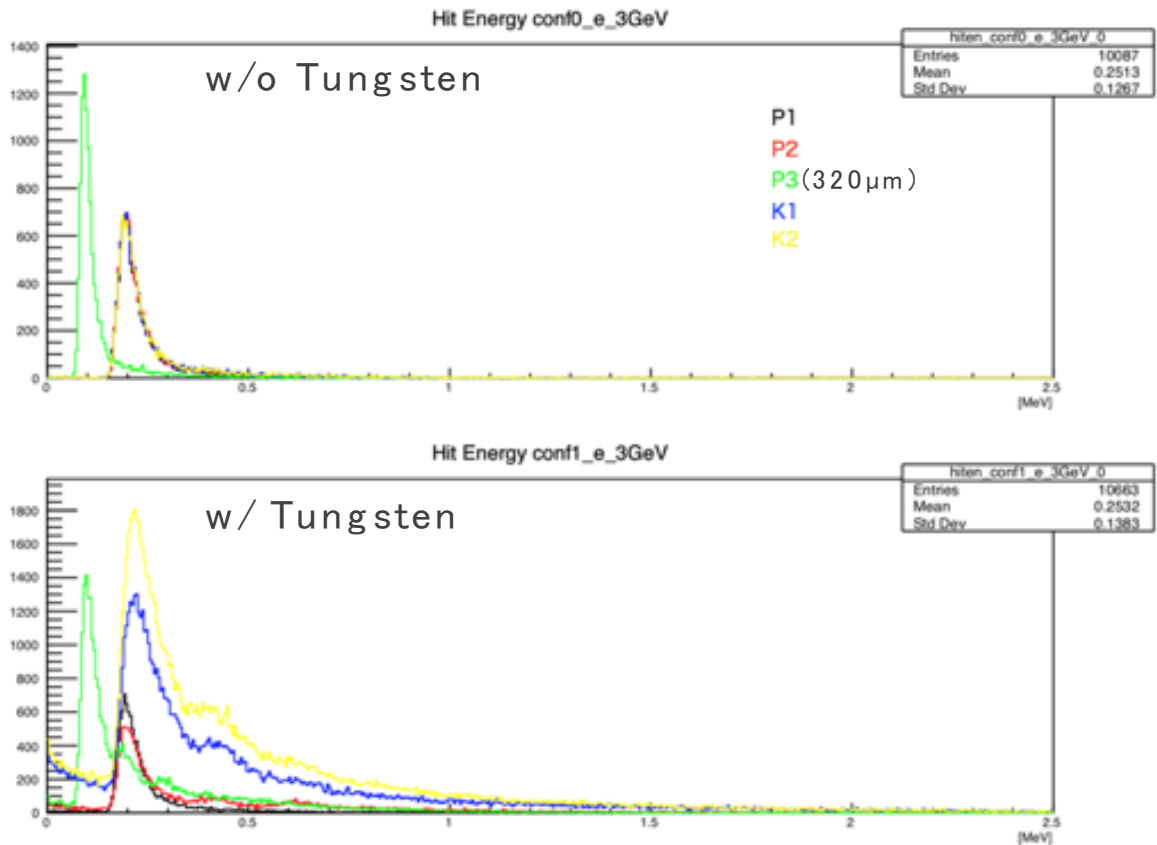 Hit Energy conf0_e_3GeV
hiten_conf0_e_3GeV_0
Entries 10087
Mean 0.2513
Std Dev 0.1267
w/o Tungsten
P1
P2
P3(320μm)
K1
K2
1400
1200
1000
800
600
400
200
0
0 0.5 1 1.5 2 2.5
[MeV]
Hit Energy conf1_e_3GeV
hiten_conf1_e_3GeV_0
Entries 10663
Mean 0.2532
Std Dev 0.1383
w/ Tungsten
1800
1600
1400
1200
1000
800
600
400
200
0
0 0.5 1 1.5 2 2.5
[MeV]